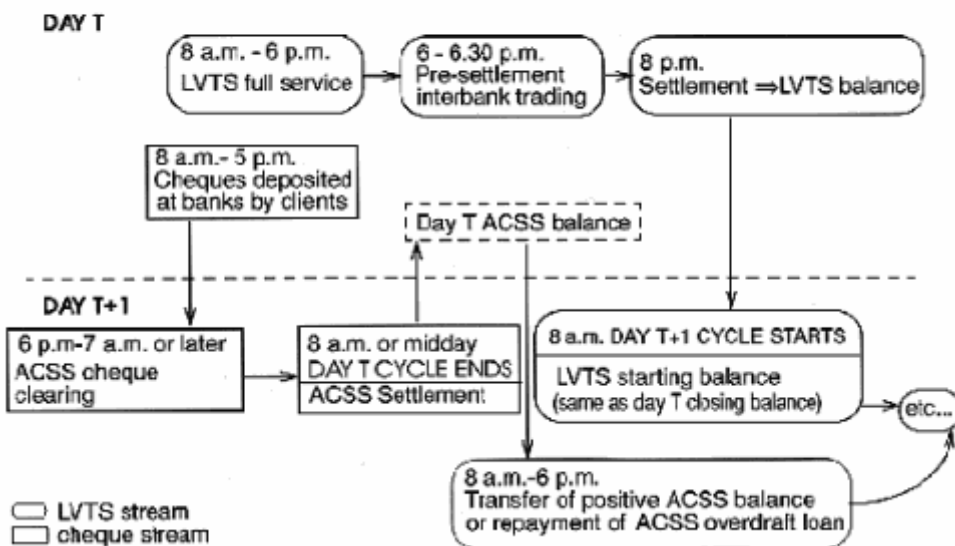 DAY T
8 a.m. - 6 p.m.
LVTS full service
6 - 6.30 p.m.
Pre-settlement
interbank trading
8 p.m.
Settlement ⇒LVTS balance
8 a.m.- 5 p.m.
Cheques deposited
at banks by clients
Day T ACSS balance
DAY T+1
6 p.m-7 a.m. or later
ACSS cheque
clearing
8 a.m. or midday
DAY T CYCLE ENDS
ACSS Settlement
8 a.m. DAY T+1 CYCLE STARTS
LVTS starting balance
(same as day T closing balance)
etc...
8 a.m.-6 p.m.
Transfer of positive ACSS balance
or repayment of ACSS overdraft loan
LVTS stream
cheque stream